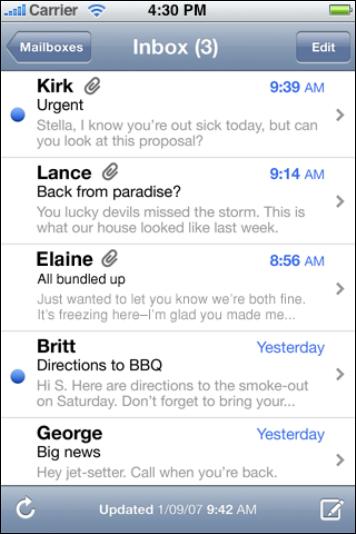 Carrier 4:30 PM
Mailboxes Inbox (3) Edit
Kirk 9:39 AM
Urgent
Stella, I know you're out sick today, but can
you look at this proposal?
Lance 9:14 AM
Back from paradise?
You lucky devils missed the storm. This is
what our house looked like last week.
Elaine 8:56 AM
All bundled up
Just wanted to let you know we're both fine.
It's freezing here–I'm glad you made me...
Britt Yesterday
Directions to BBQ
Hi S. Here are directions to the smoke-out
on Saturday. Don't forget to bring your...
George Yesterday
Big news
Hey jet-setter. Call when you're back.
Updated 1/09/07 9:42 AM